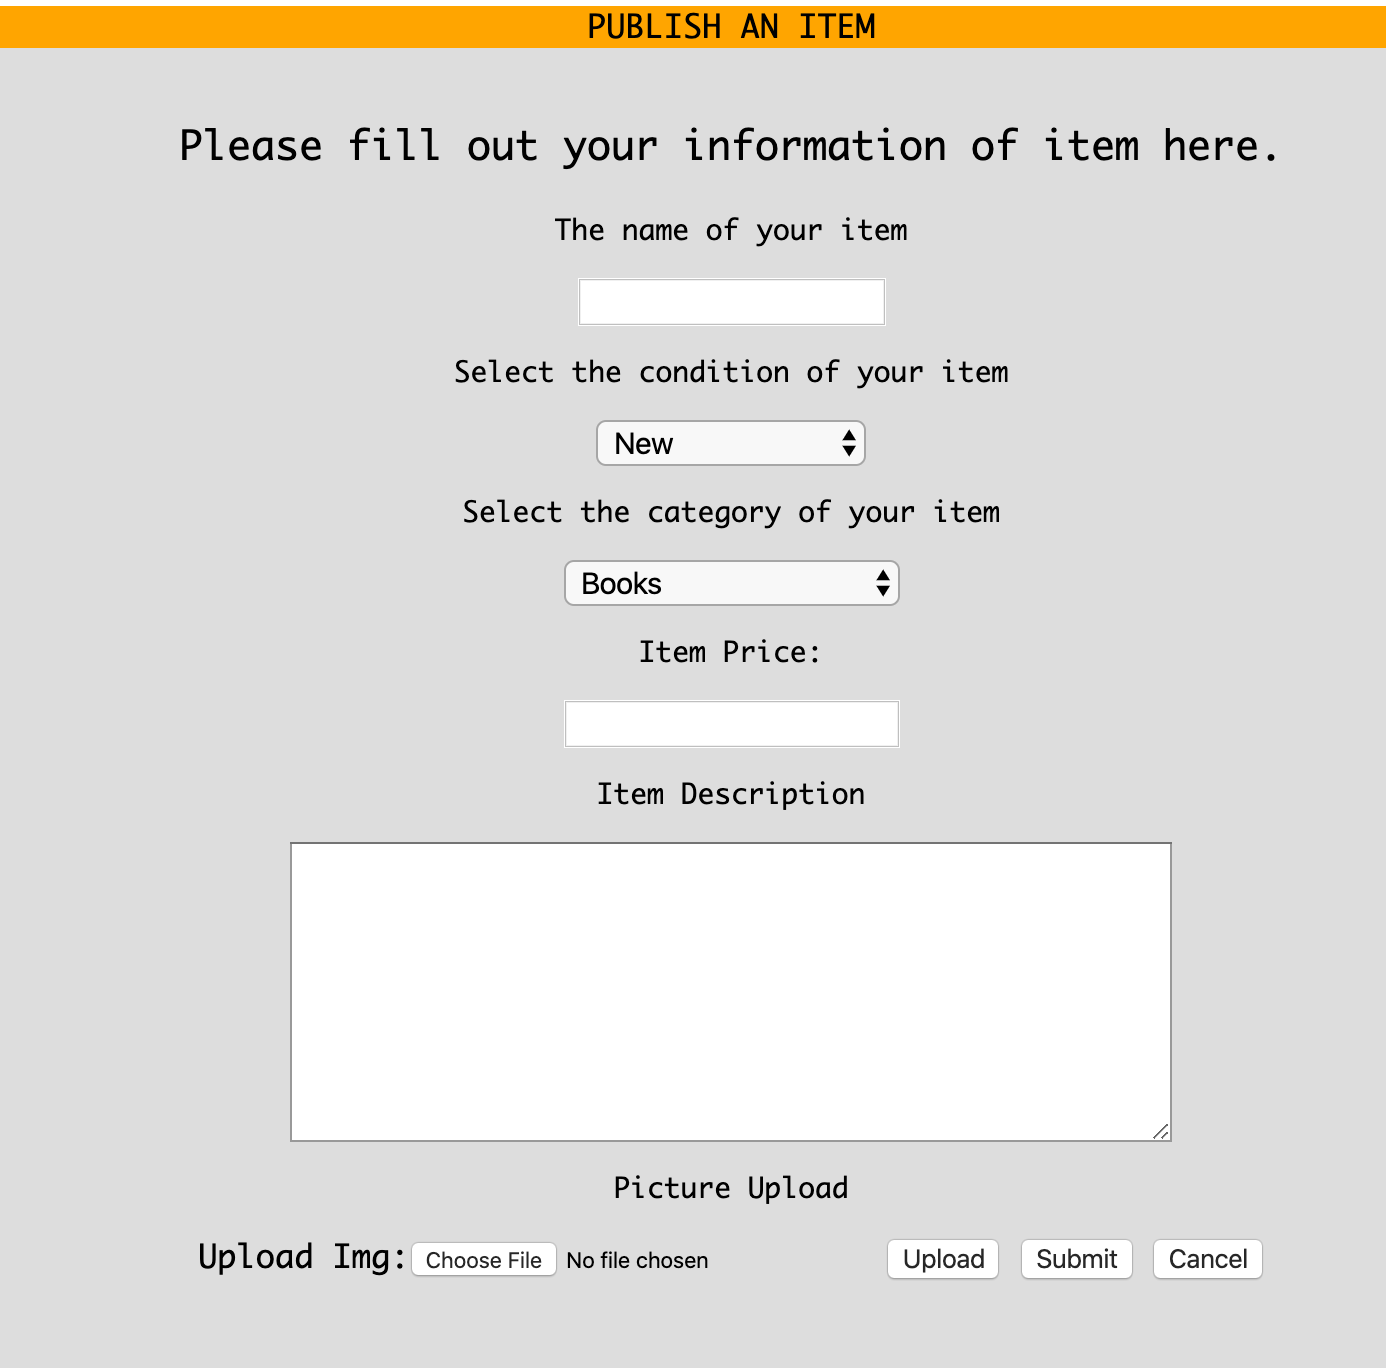 PUBLISH AN ITEM
Please fill out your information of item here.
The name of your item
Select the condition of your item
New
Select the category of your item
Books
Item Price:
Item Description
Picture Upload
Upload Img: Choose File No file chosen Upload Submit Cancel